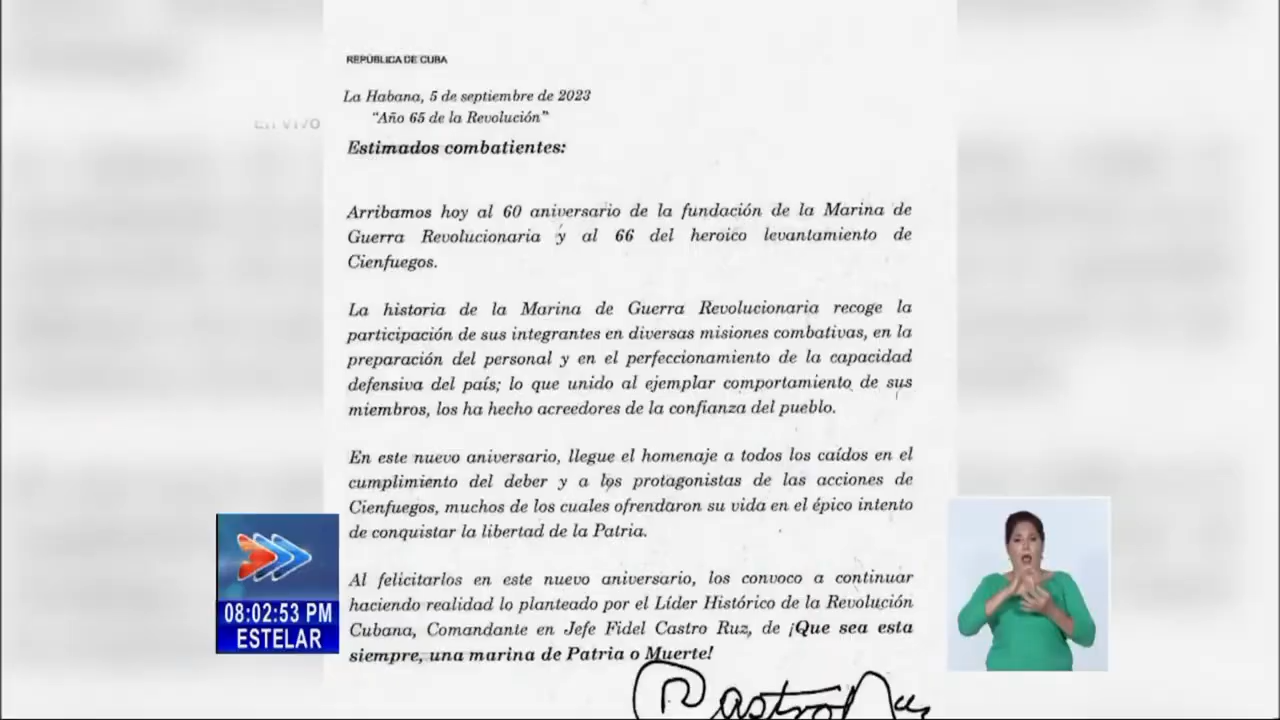 REPÚBLICA DE CUBA
La Habana, 5 de septiembre de 2023
"Año 65 de la Revolución"
Estimados combatientes:
Arribamos hoy al 60 aniversario de la fundación de la Marina de
Guerra Revolucionaria y al 66 del heroico levantamiento de
Cienfuegos.
La historia de la Marina de Guerra Revolucionaria recoge la
participación de sus integrantes en diversas misiones combativas, en la
preparación del personal y en el perfeccionamiento de la capacidad
defensiva del país; lo que unido al ejemplar comportamiento de sus
miembros, los ha hecho acreedores de la confianza del pueblo.
En este nuevo aniversario, llegue el homenaje a todos los caídos en el
cumplimiento del deber y a los protagonistas de las acciones de
Cienfuegos, muchos de los cuales ofrendaron su vida en el épico intento
de conquistar la libertad de la Patria.
Al felicitarlos en este nuevo aniversario, los convoco a continuar
haciendo realidad lo planteado por el Líder Histórico de la Revolución
Cubana, Comandante en Jefe Fidel Castro Ruz, de ¡Que sea esta
siempre, una marina de Patria o Muerte!
EN VIVO
08:02:53 PM
ESTELAR